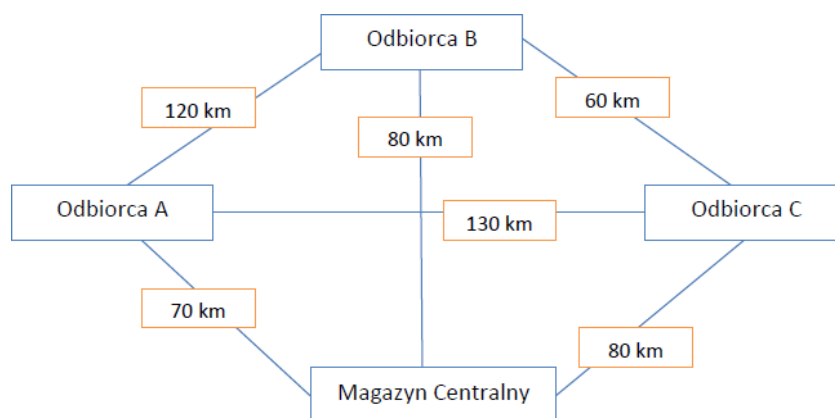 Odbiorca B
120 km
60 km
80 km
Odbiorca A
Odbiorca C
130 km
70 km
80 km
Magazyn Centralny